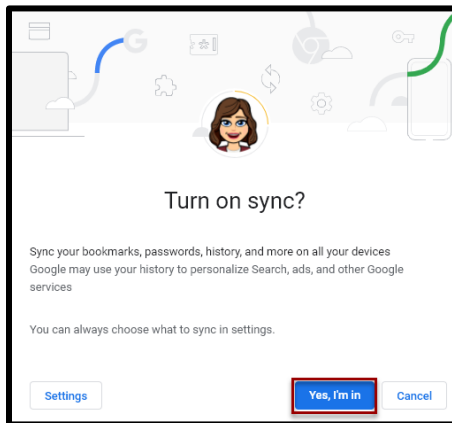 Turn on sync?
Sync your bookmarks, passwords, history, and more on all your devices
Google may use your history to personalize Search, ads, and other Google
services
You can always choose what to sync in settings.
Settings
Yes, I'm in
Cancel